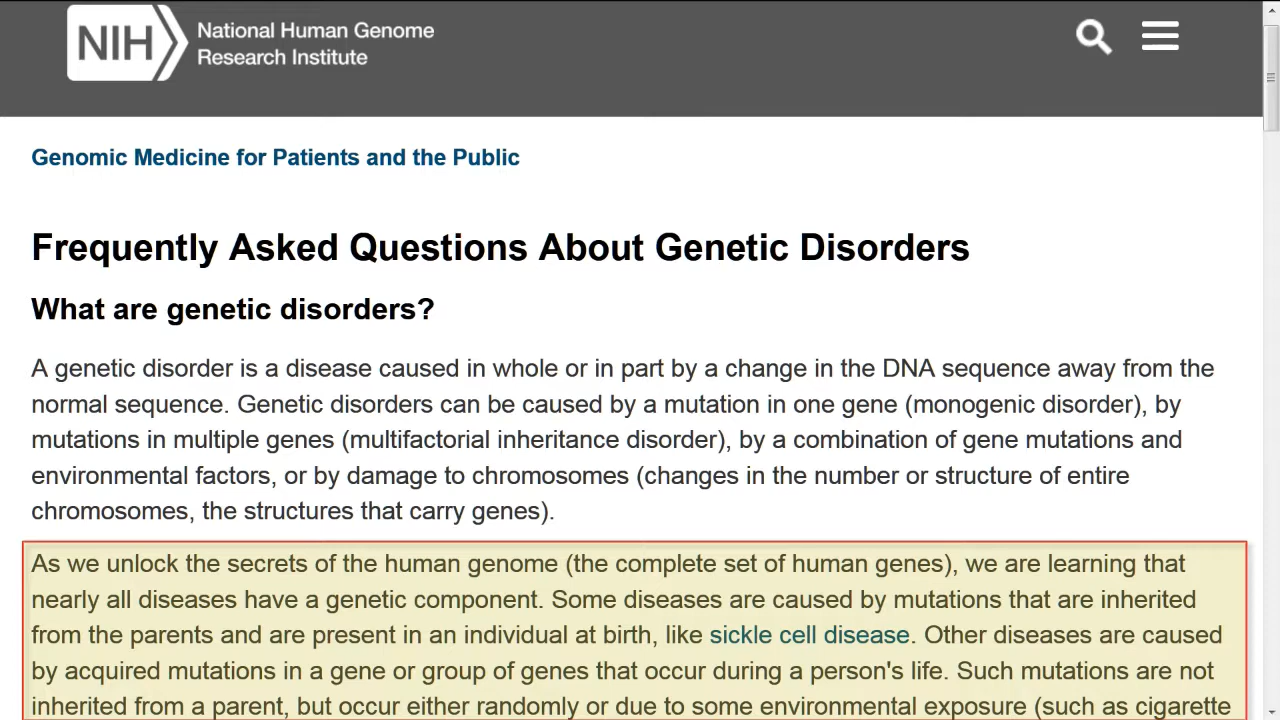 NIH
National Human Genome
Research Institute
Genomic Medicine for Patients and the Public
Frequently Asked Questions About Genetic Disorders
What are genetic disorders?
A genetic disorder is a disease caused in whole or in part by a change in the DNA sequence away from the
normal sequence. Genetic disorders can be caused by a mutation in one gene (monogenic disorder), by
mutations in multiple genes (multifactorial inheritance disorder), by a combination of gene mutations and
environmental factors, or by damage to chromosomes (changes in the number or structure of entire
chromosomes, the structures that carry genes).
As we unlock the secrets of the human genome (the complete set of human genes), we are learning that
nearly all diseases have a genetic component. Some diseases are caused by mutations that are inherited
from the parents and are present in an individual at birth, like sickle cell disease. Other diseases are caused
by acquired mutations in a gene or group of genes that occur during a person's life. Such mutations are not
inherited from a parent, but occur either randomly or due to some environmental exposure (such as cigarette